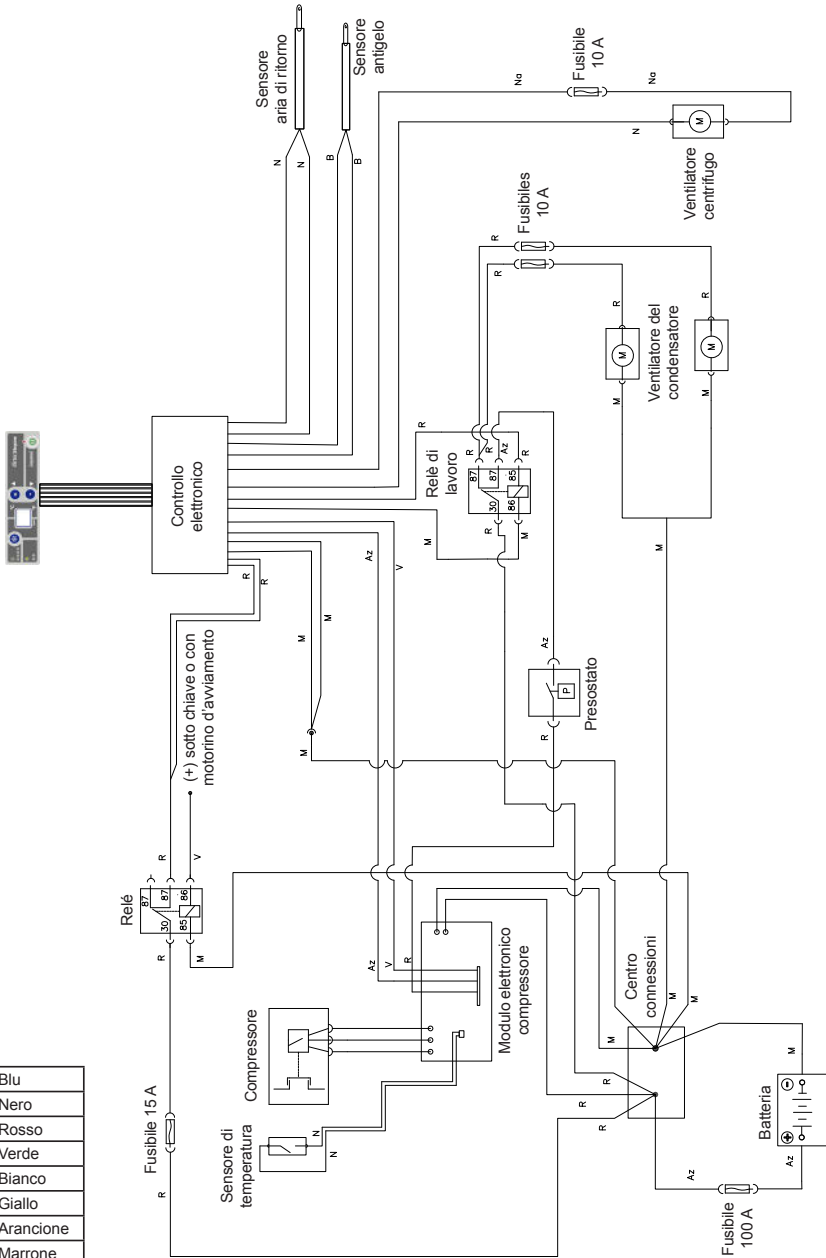 Sensore
aria di ritorno
Sensore
antigelo
N
N
B
B
Na
Fusibile
10 A
Na
N
M
Ventilatore
centrifugo
Controllo
elettronico
Fusibiles
10 A
R
R
R
R
M
M
Ventilatore del
condensatore
M
M
M
Relè di
lavoro
R
R
R
Az
R
87
87
85
30
86
R
M
M
Az
V
R
R
M
M
M
(+) sotto chiave o con
motorino d'avviamento
Az
P
R
Presostato
Relé
R
V
87
87
86
30
85
R
M
Az
V
R
Modulo elettronico
compressore
Compressore
Sensore di
temperatura
N
N
Fusibile 15 A
R
Centro
connessioni
M
M
M
R
R
R
M
Batteria
Az
Az
Fusibile
100 A
Blu
Nero
Rosso
Verde
Bianco
Giallo
Arancione
Marrone